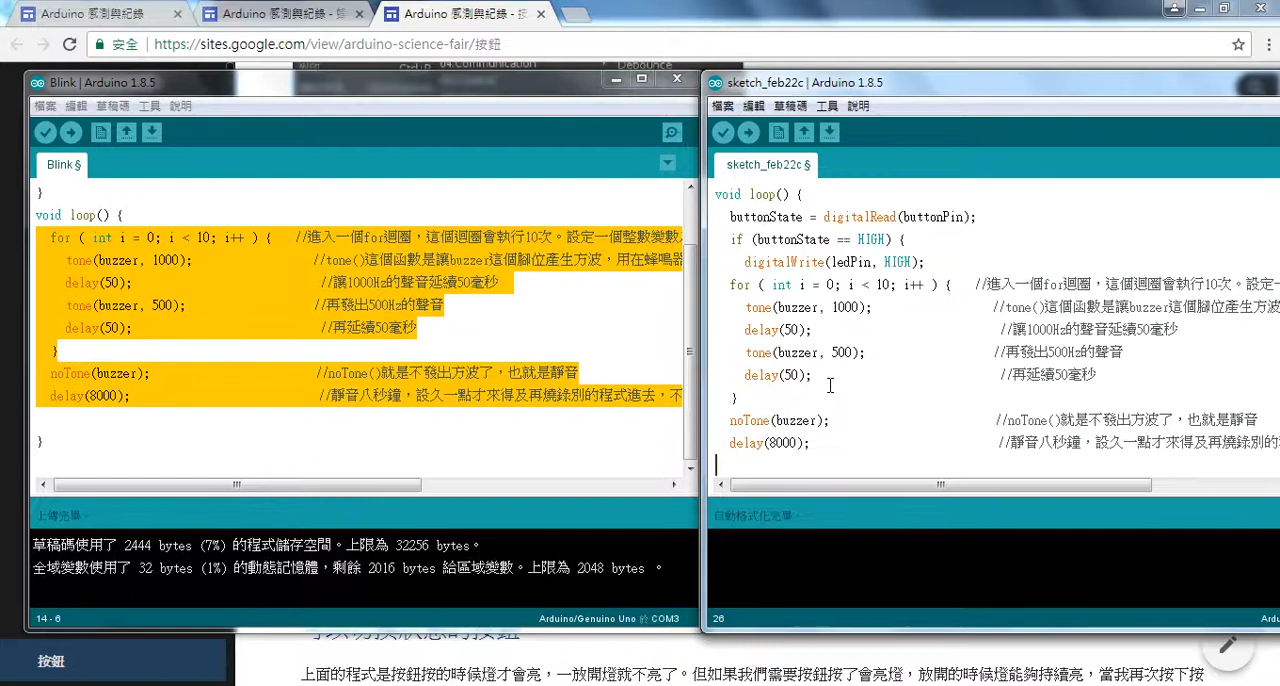 Arduino 感測與紀錄
Arduino 感測與紀錄 -
Arduino 感測與紀錄 - 按
安全 https://sites.google.com/view/arduino-science-fair/按鈕
Ctrl+R 04.Communication Debounce
Blink | Arduino 1.8.5
檔案 編輯 草稿碼 工具 說明
Blink §
}
void loop() {
for ( int i = 0; i < 10; i++ ) { //進入一個for迴圈，這個迴圈會執行10次。設定一個整數變數
tone(buzzer, 1000); //tone()這個函數是讓buzzer這個腳位產生方波，用在蜂鳴器
delay(50); //讓1000Hz的聲音延續50毫秒
tone(buzzer, 500); //再發出500Hz的聲音
delay(50); //再延續50毫秒
}
noTone(buzzer); //noTone()就是不發出方波了，也就是靜音
delay(8000); //靜音八秒鐘，設久一點才來得及再燒錄別的程式進去，不
}
上傳完畢。
草稿碼使用了 2444 bytes (7%) 的程式儲存空間。上限為 32256 bytes。
全域變數使用了 32 bytes (1%) 的動態記憶體，剩餘 2016 bytes 給區域變數。上限為 2048 bytes 。
14 - 6 Arduino/Genuino Uno 於 COM3
sketch_feb22c | Arduino 1.8.5
檔案 編輯 草稿碼 工具 說明
sketch_feb22c §
void loop() {
buttonState = digitalRead(buttonPin);
if (buttonState == HIGH) {
digitalWrite(ledPin, HIGH);
for ( int i = 0; i < 10; i++ ) { //進入一個for迴圈，這個迴圈會執行10次。設定一
tone(buzzer, 1000); //tone()這個函數是讓buzzer這個腳位產生方波
delay(50); //讓1000Hz的聲音延續50毫秒
tone(buzzer, 500); //再發出500Hz的聲音
delay(50); //再延續50毫秒
}
noTone(buzzer); //noTone()就是不發出方波了，也就是靜音
delay(8000); //靜音八秒鐘，設久一點才來得及再燒錄別的
自動格式化完畢。
26 Ardu
按鈕
可以切換狀態的按鈕
上面的程式是按鈕按的時候燈才會亮，一放開燈就不亮了。但如果我們需要按鈕按了會亮燈，放開的時候燈能夠持續亮，當我再次按下按